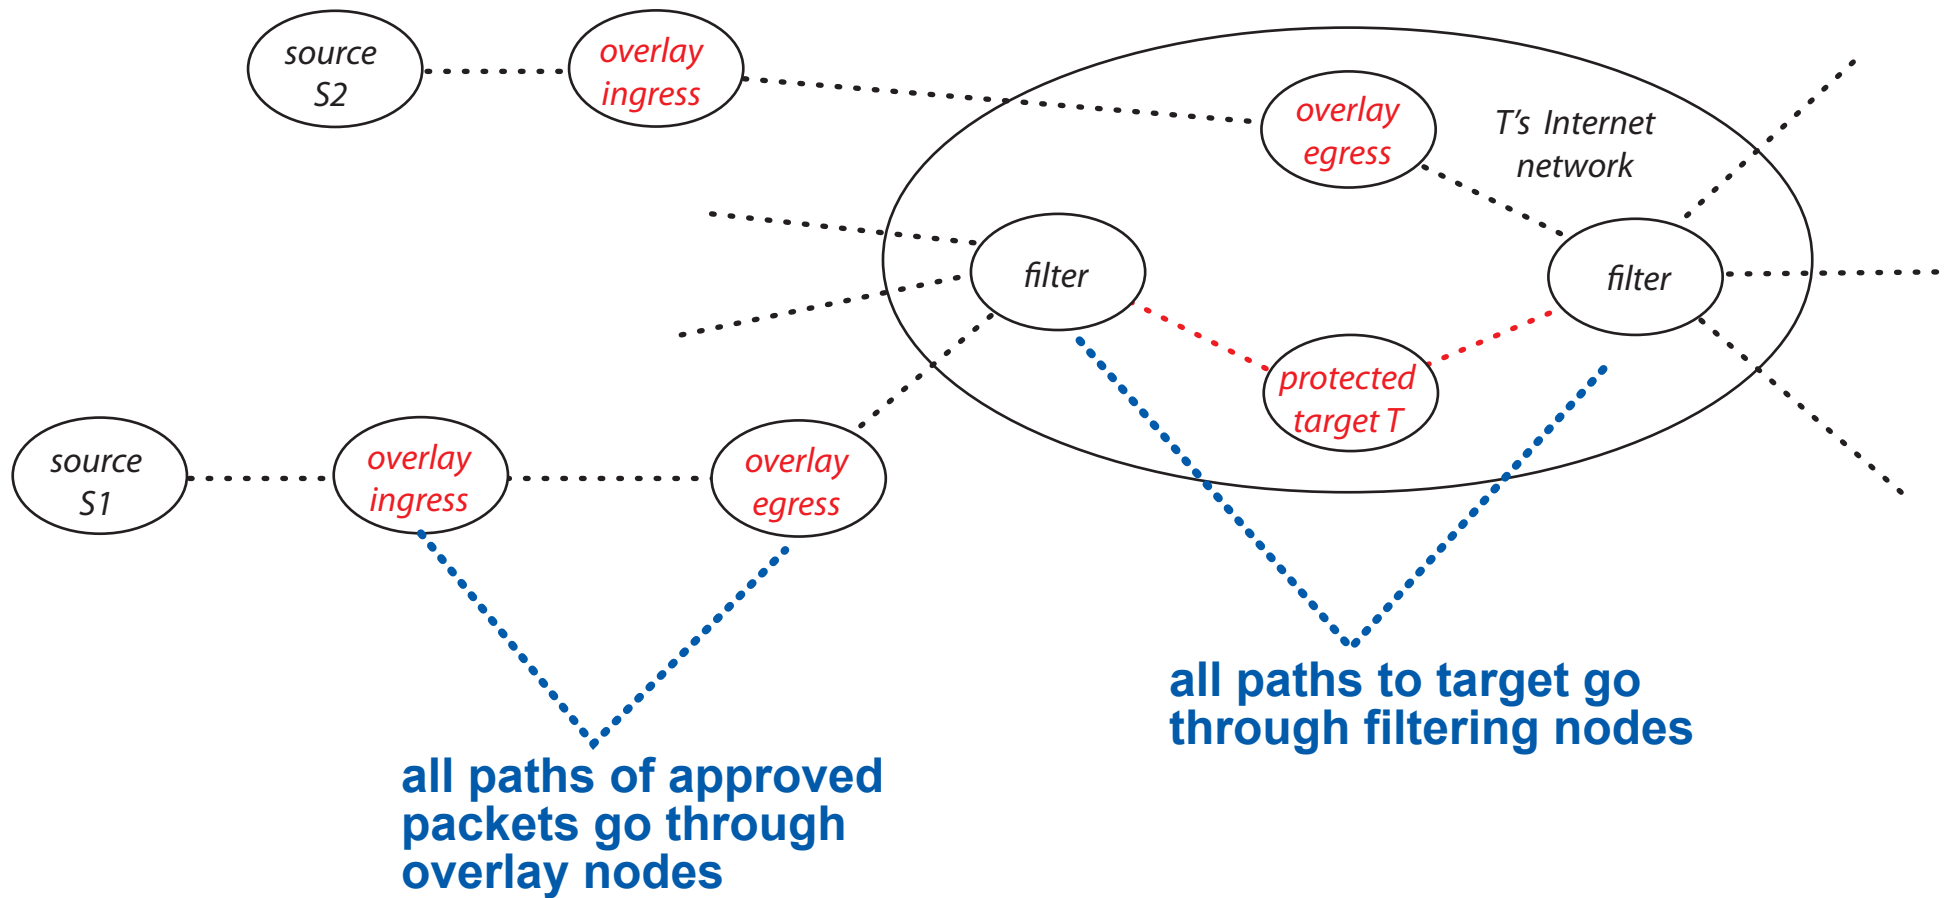 source
S2
overlay
ingress
overlay
egress
T's Internet
network
filter
filter
protected
target T
source
S1
overlay
ingress
overlay
egress
all paths to target go
through filtering nodes
all paths of approved
packets go through
overlay nodes